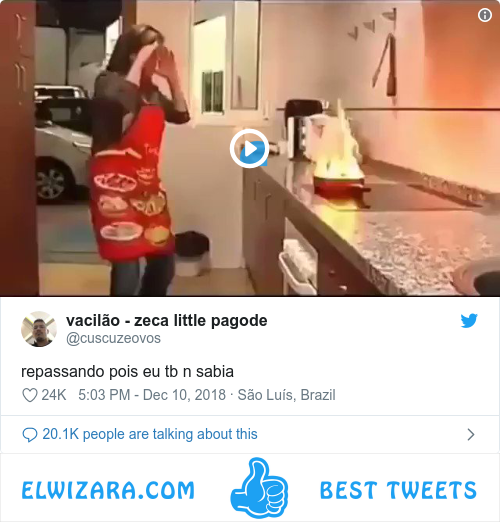 vacilão - zeca little pagode
@cuscuzeovos
repassando pois eu tb n sabia
24K 5:03 PM - Dec 10, 2018 · São Luís, Brazil
20.1K people are talking about this
ELWIZARA.COM BEST TWEETS